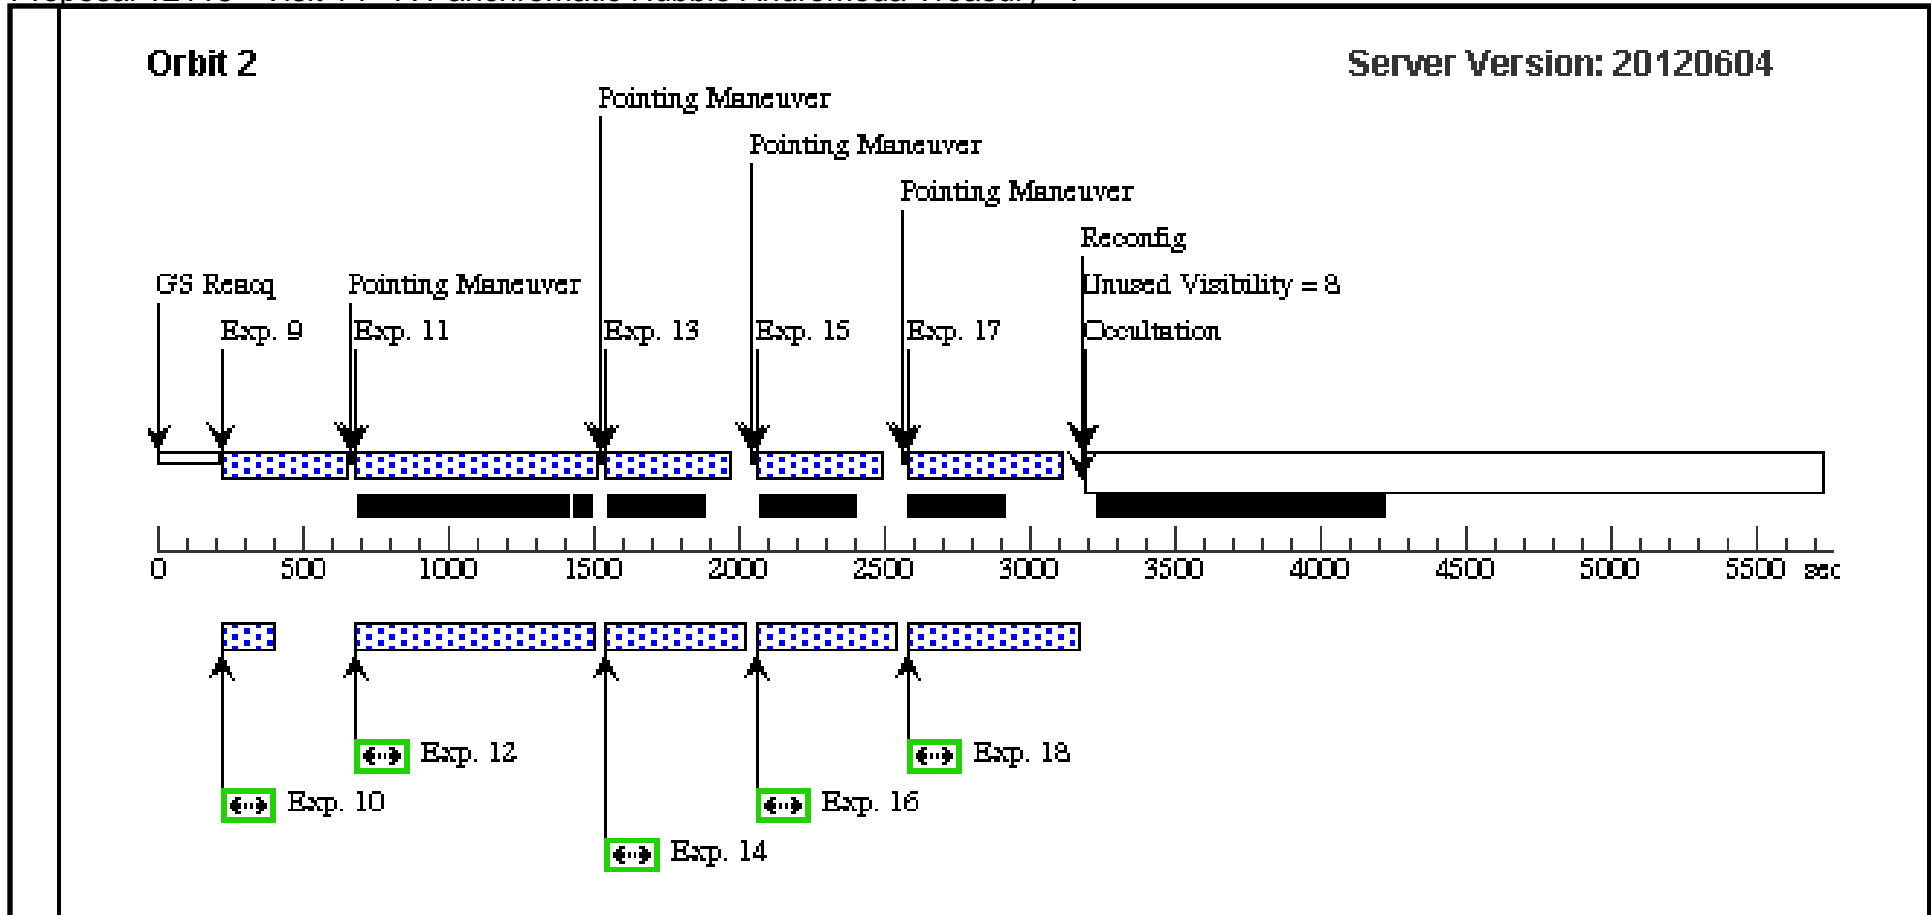 Orbit 2
Server Version: 20120604
Pointing Maneuver
Pointing Maneuver
Pointing Maneuver
Reconfig
GS Reacq
Pointing Maneuver
Unused Visibility = 8
Exp. 9
Exp. 11
Exp. 13
Exp. 15
Exp. 17
Occultation
0 500 1000 1500 2000 2500 3000 3500 4000 4500 5000 5500 sec
Exp. 12
Exp. 18
Exp. 10
Exp. 16
Exp. 14